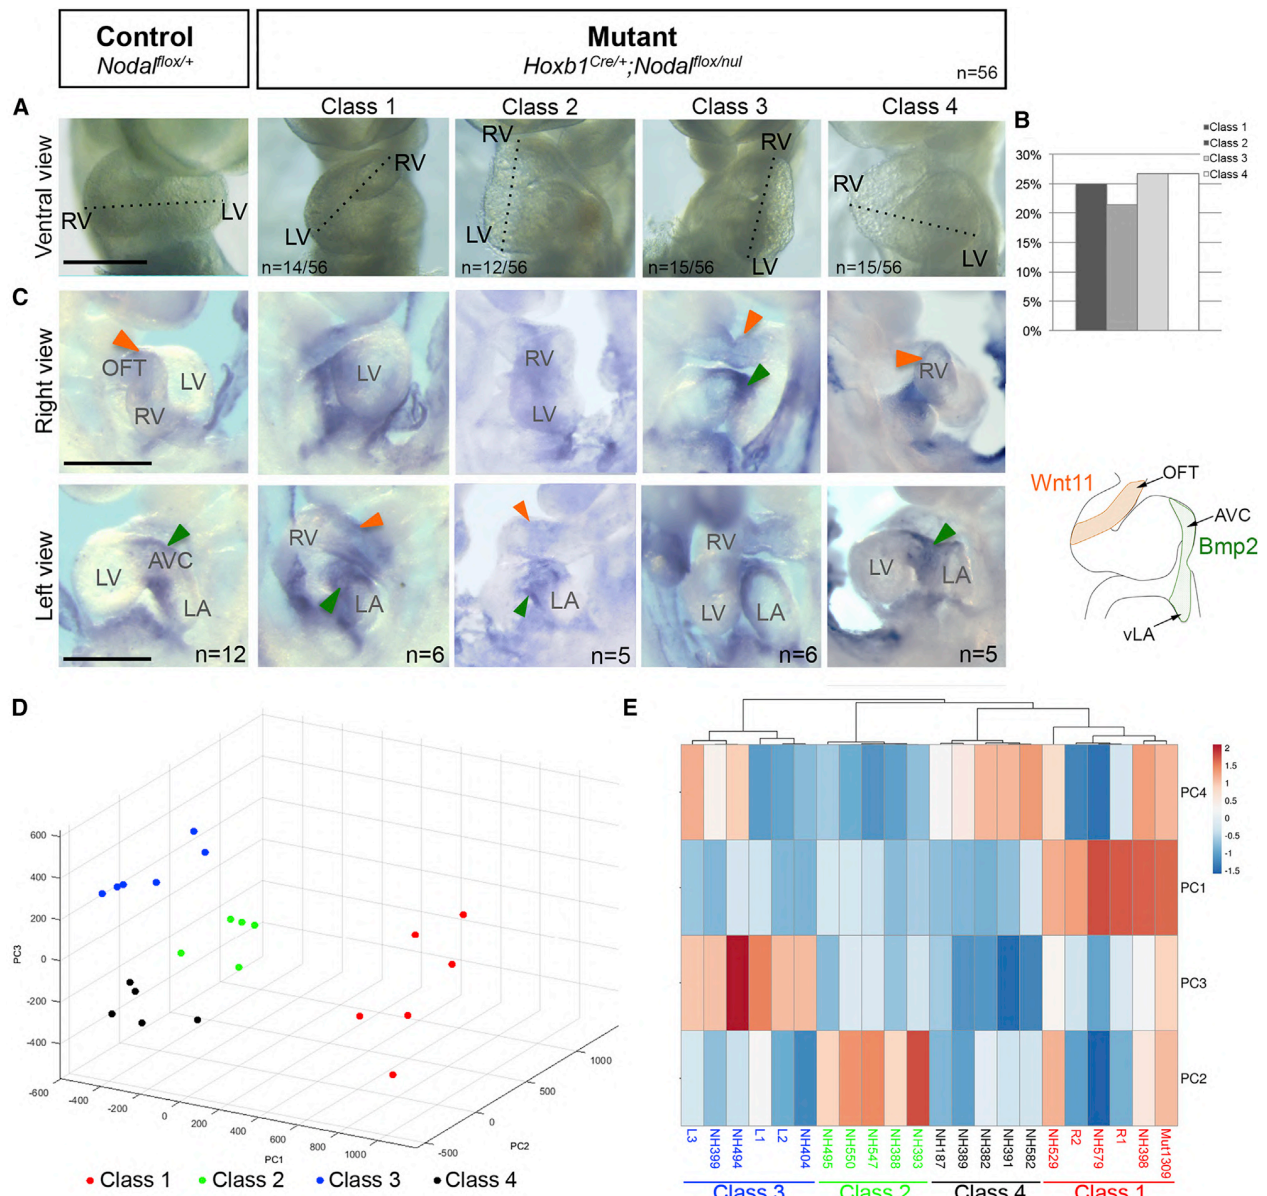 Control
Nodal^flox/+
Mutant
Hoxb1^Cre/+;Nodal^flox/nul
n=56
A
Class 1
Class 2
Class 3
Class 4
Ventral view
RV
LV
RV
LV
n=14/56
RV
LV
n=12/56
RV
LV
n=15/56
RV
LV
n=15/56
B
Class 1
Class 2
Class 3
Class 4
30%
25%
20%
15%
10%
5%
0%
C
Right view
OFT
LV
RV
LV
RV
LV
RV
Left view
LV
AVC
LA
n=12
RV
LA
n=6
LA
n=5
RV
LV
LA
n=6
LV
LA
n=5
Wnt11
OFT
AVC
Bmp2
vLA
D
600
400
200
0
-200
-400
PC3
-600
-400
-200
0
200
400
600
800
1000
PC1
-500
0
500
1000
PC2
Class 1
Class 2
Class 3
Class 4
E
2
1.5
1
0.5
0
-0.5
-1
-1.5
PC4
PC1
PC3
PC2
L3
NH399
NH494
L1
L2
NH404
NH495
NH550
NH547
NH388
NH393
NH187
NH389
NH382
NH391
NH582
NH529
R2
NH579
R1
NH398
Mut1309
Class 3
Class 2
Class 4
Class 1